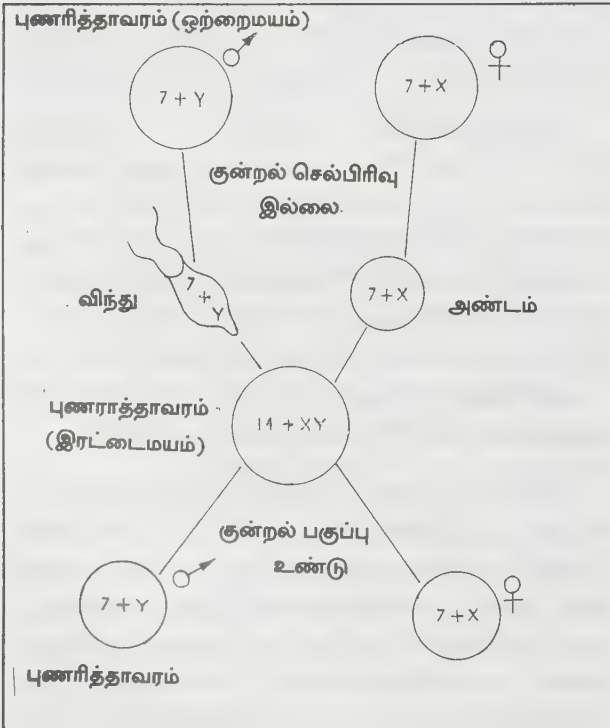 புணரித்தாவரம் (ஒற்றைமயம்)
♂
♀
7 + Y
7 + X
குன்றல் செல்பிரிவு
இல்லை.
விந்து
7 + Y
7 + X
அண்டம்
புணராத்தாவரம்
(இரட்டைமயம்)
14 + XY
குன்றல் பகுப்பு
உண்டு
♂
♀
7 + Y
7 + X
புணரித்தாவரம்